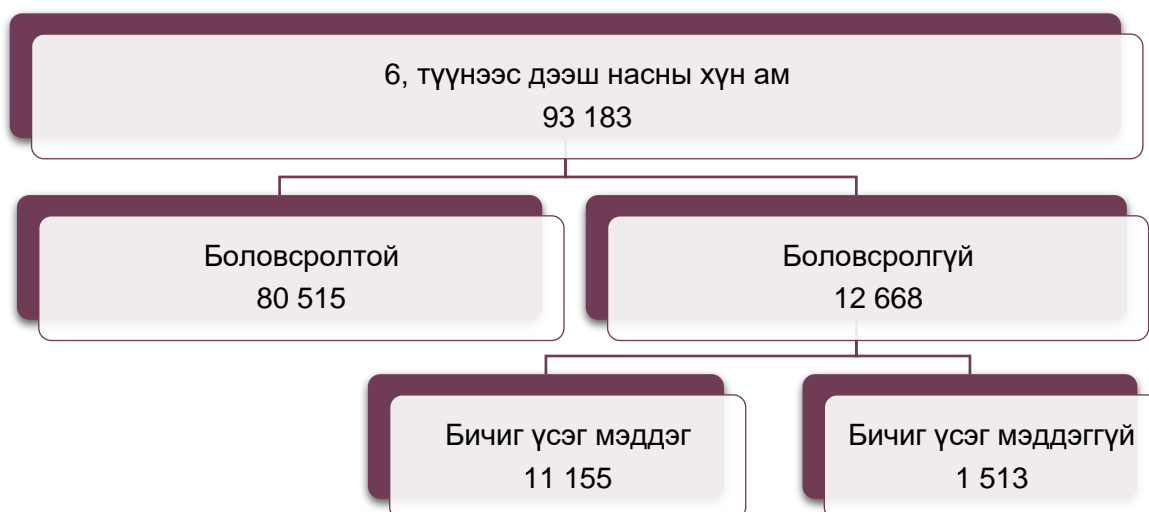 6, түүнээс дээш насны хүн ам
93 183
Боловсролтой
80 515
Боловсролгүй
12 668
Бичиг үсэг мэддэг
11 155
Бичиг үсэг мэддэггүй
1 513